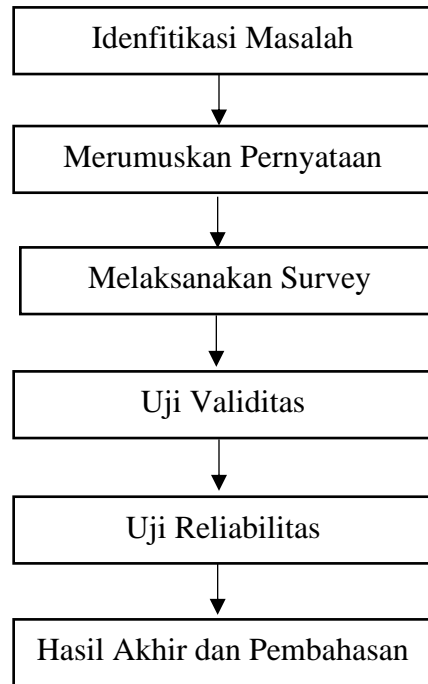 Idenfitikasi Masalah
Merumuskan Pernyataan
Melaksanakan Survey
Uji Validitas
Uji Reliabilitas
Hasil Akhir dan Pembahasan